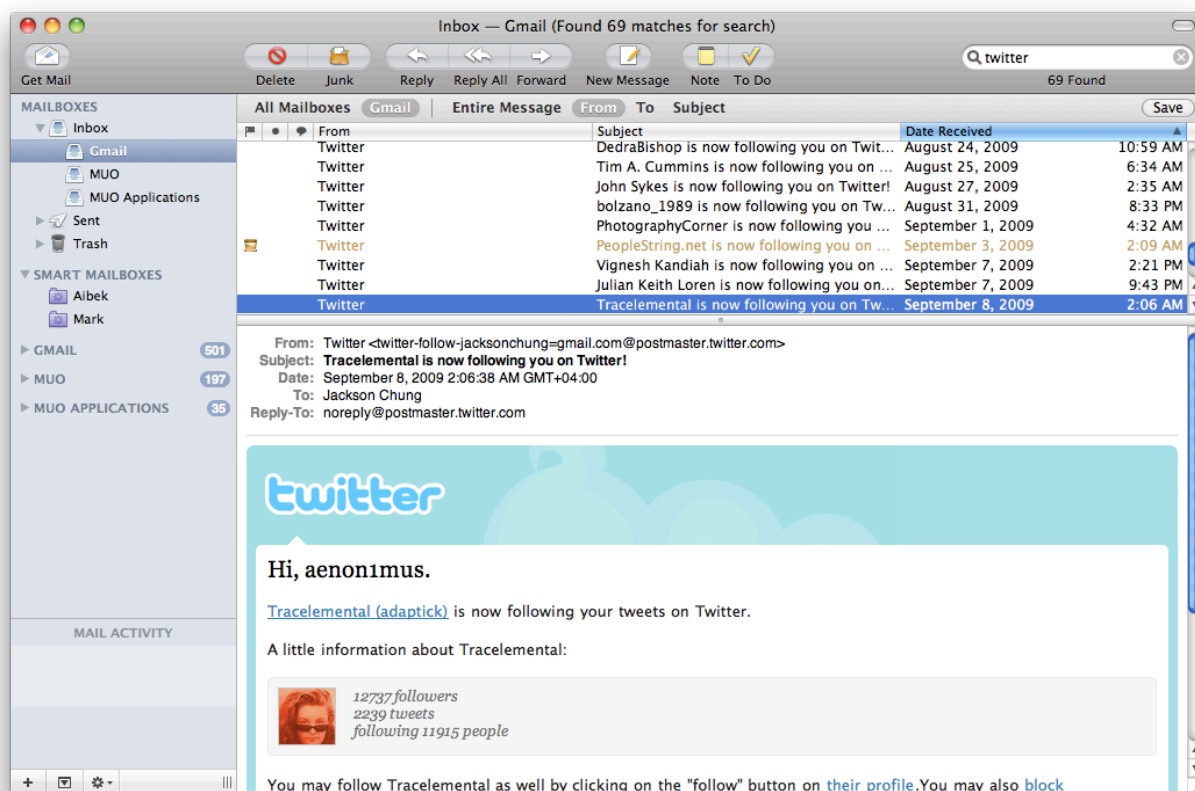 Inbox — Gmail (Found 69 matches for search)
Get Mail Delete Junk Reply Reply All Forward New Message Note To Do
twitter
69 Found
MAILBOXES
Inbox
Gmail
MUO
MUO Applications
Sent
Trash
SMART MAILBOXES
Aibek
Mark
GMAIL 501
MUO 197
MUO APPLICATIONS 35
MAIL ACTIVITY
All Mailboxes Gmail Entire Message From To Subject Save
From Subject Date Received
Twitter DedraBishop is now following you on Twit... August 24, 2009 10:59 AM
Twitter Tim A. Cummins is now following you on ... August 25, 2009 6:34 AM
Twitter John Sykes is now following you on Twitter! August 27, 2009 2:35 AM
Twitter bolzano_1989 is now following you on Tw... August 31, 2009 8:33 PM
Twitter PhotographyCorner is now following you ... September 1, 2009 4:32 AM
Twitter PeopleString.net is now following you on ... September 3, 2009 2:09 AM
Twitter Vignesh Kandiah is now following you on ... September 7, 2009 2:21 PM
Twitter Julian Keith Loren is now following you on... September 7, 2009 9:43 PM
Twitter Tracelemental is now following you on Tw... September 8, 2009 2:06 AM
From: Twitter <twitter-follow-jacksonchung=gmail.com@postmaster.twitter.com>
Subject: Tracelemental is now following you on Twitter!
Date: September 8, 2009 2:06:38 AM GMT+04:00
To: Jackson Chung
Reply-To: noreply@postmaster.twitter.com
twitter
Hi, aenon1mus.
Tracelemental (adaptick) is now following your tweets on Twitter.
A little information about Tracelemental:
12737 followers
2239 tweets
following 11915 people
You may follow Tracelemental as well by clicking on the "follow" button on their profile.You may also block